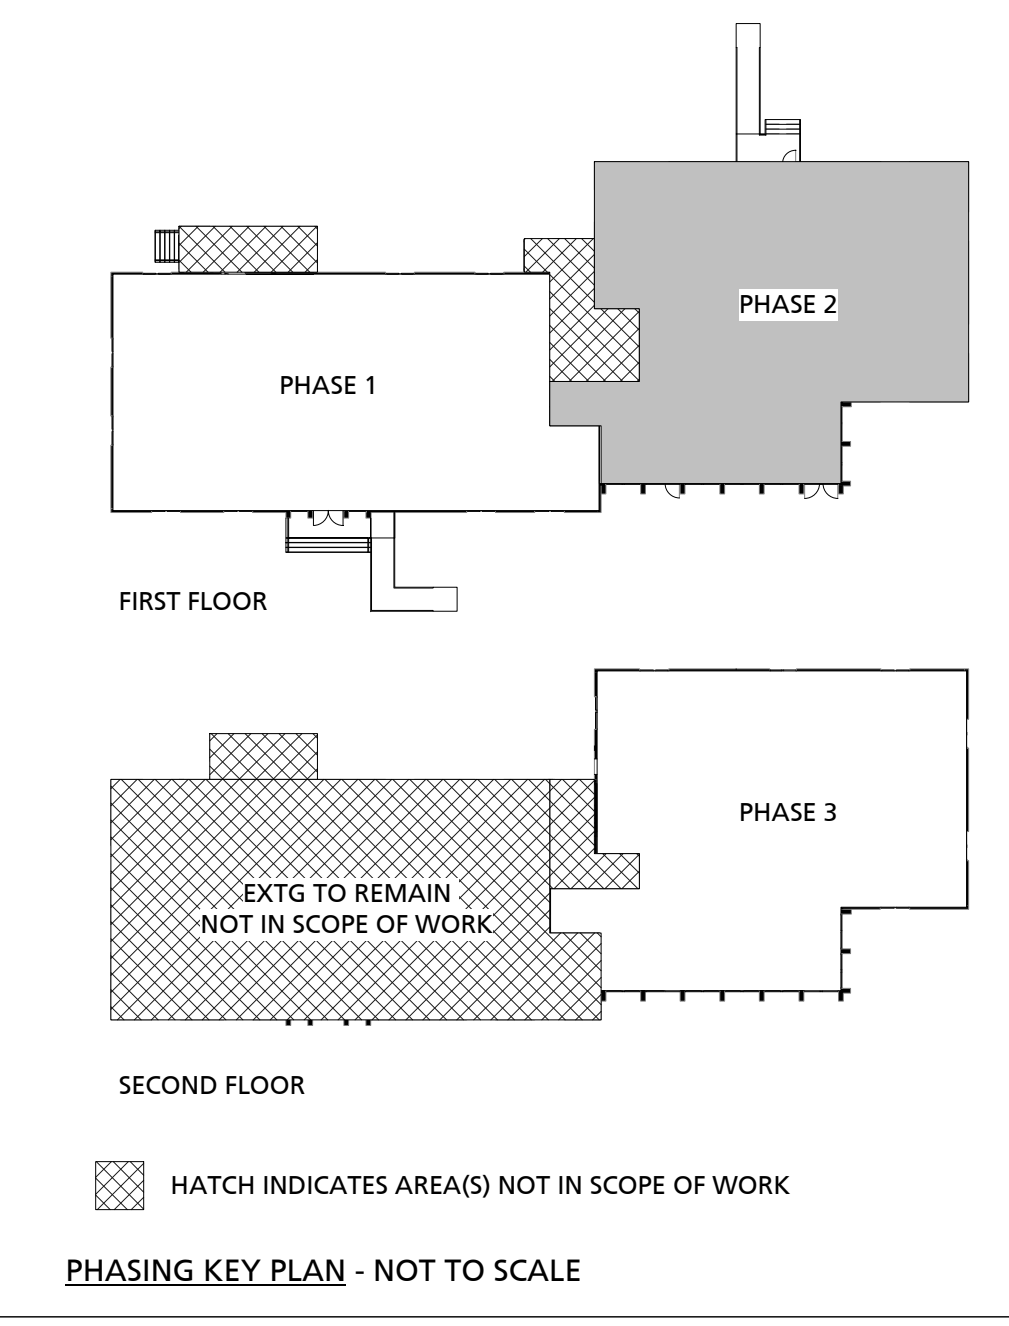 PHASE 2
PHASE 1
FIRST FLOOR
PHASE 3
EXTG TO REMAIN
NOT IN SCOPE OF WORK
SECOND FLOOR
HATCH INDICATES AREA(S) NOT IN SCOPE OF WORK
PHASING KEY PLAN - NOT TO SCALE